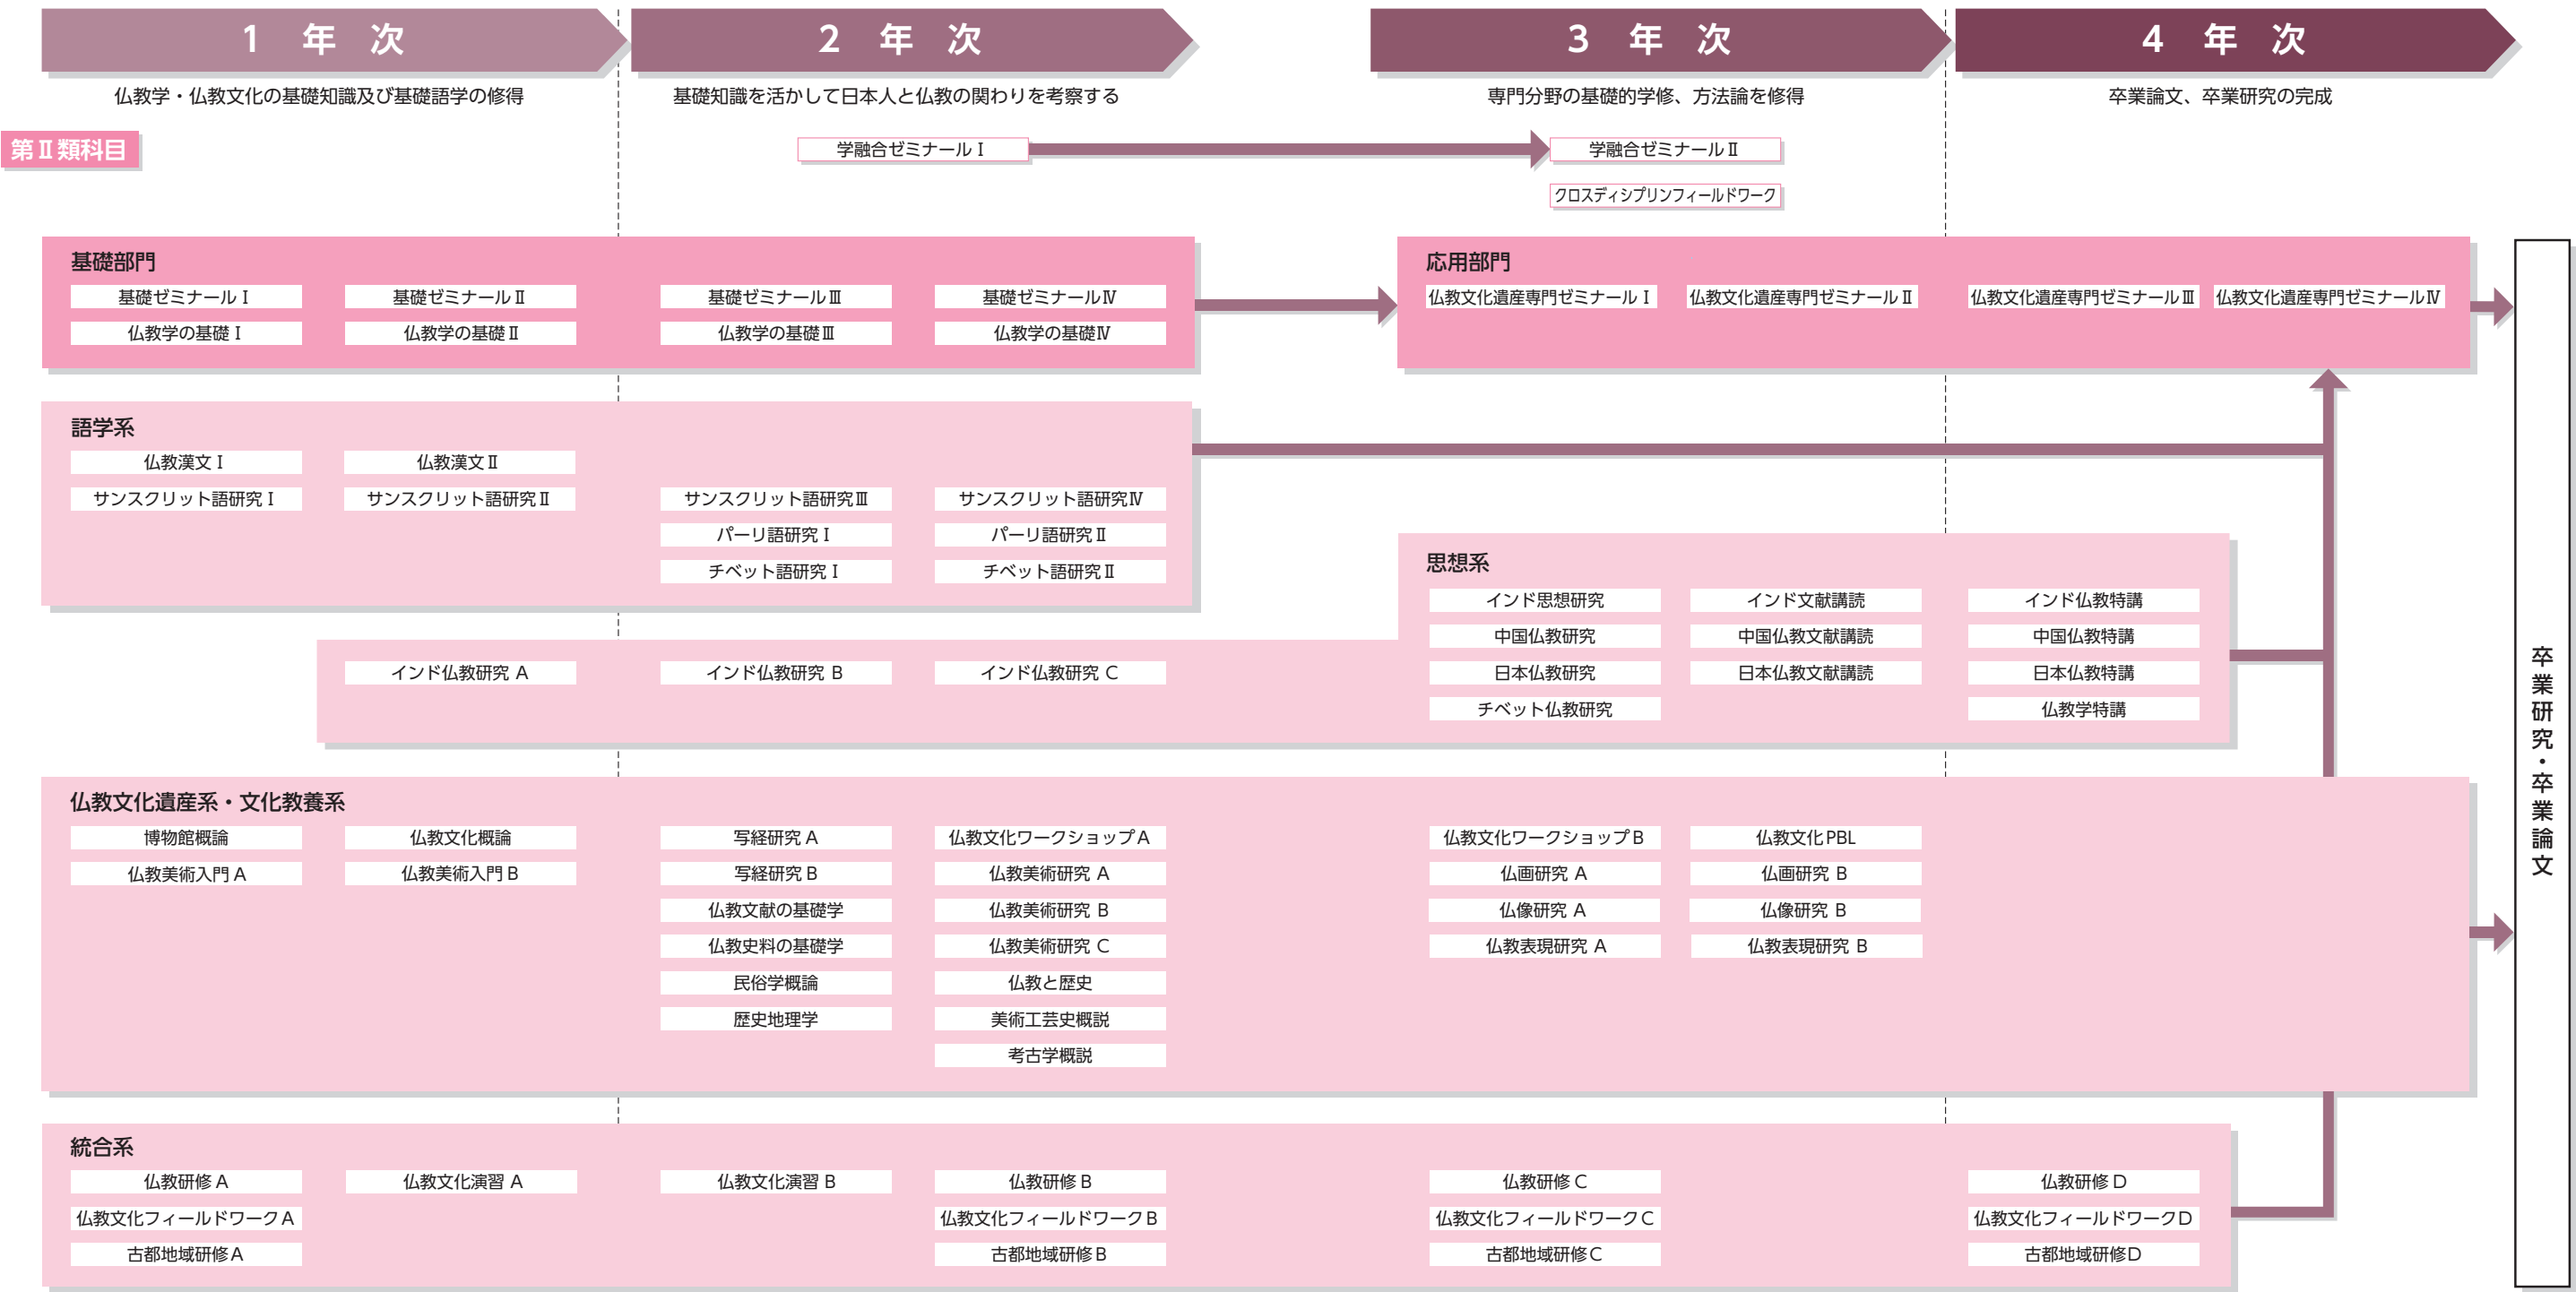 1 年 次
2 年 次
3 年 次
4 年 次
仏教学・仏教文化の基礎知識及び基礎語学の修得
基礎知識を活かして日本人と仏教の関わりを考察する
専門分野の基礎的学修、方法論を修得
卒業論文、卒業研究の完成
第Ⅱ類科目
学融合ゼミナールⅠ
学融合ゼミナールⅡ
クロスディシプリンフィールドワーク
基礎部門
基礎ゼミナールⅠ
基礎ゼミナールⅡ
基礎ゼミナールⅢ
基礎ゼミナールⅣ
仏教学の基礎Ⅰ
仏教学の基礎Ⅱ
仏教学の基礎Ⅲ
仏教学の基礎Ⅳ
応用部門
仏教文化遺産専門ゼミナールⅠ
仏教文化遺産専門ゼミナールⅡ
仏教文化遺産専門ゼミナールⅢ
仏教文化遺産専門ゼミナールⅣ
語学系
仏教漢文Ⅰ
仏教漢文Ⅱ
サンスクリット語研究Ⅰ
サンスクリット語研究Ⅱ
サンスクリット語研究Ⅲ
サンスクリット語研究Ⅳ
パーリ語研究Ⅰ
パーリ語研究Ⅱ
チベット語研究Ⅰ
チベット語研究Ⅱ
思想系
インド思想研究
インド文献講読
インド仏教特講
中国仏教研究
中国仏教文献講読
中国仏教特講
インド仏教研究 A
インド仏教研究 B
インド仏教研究 C
日本仏教研究
日本仏教文献講読
日本仏教特講
チベット仏教研究
仏教学特講
仏教文化遺産系・文化教養系
博物館概論
仏教文化概論
写経研究 A
仏教文化ワークショップ A
仏教文化ワークショップ B
仏教文化 PBL
仏教美術入門 A
仏教美術入門 B
写経研究 B
仏教美術研究 A
仏画研究 A
仏画研究 B
仏教文献の基礎学
仏教美術研究 B
仏像研究 A
仏像研究 B
仏教史料の基礎学
仏教美術研究 C
仏教表現研究 A
仏教表現研究 B
民俗学概論
仏教と歴史
歴史地理学
美術工芸史概説
考古学概説
統合系
仏教研修 A
仏教文化演習 A
仏教文化演習 B
仏教研修 B
仏教研修 C
仏教研修 D
仏教文化フィールドワーク A
仏教文化フィールドワーク B
仏教文化フィールドワーク C
仏教文化フィールドワーク D
古都地域研修 A
古都地域研修 B
古都地域研修 C
古都地域研修 D
卒業研究・卒業論文